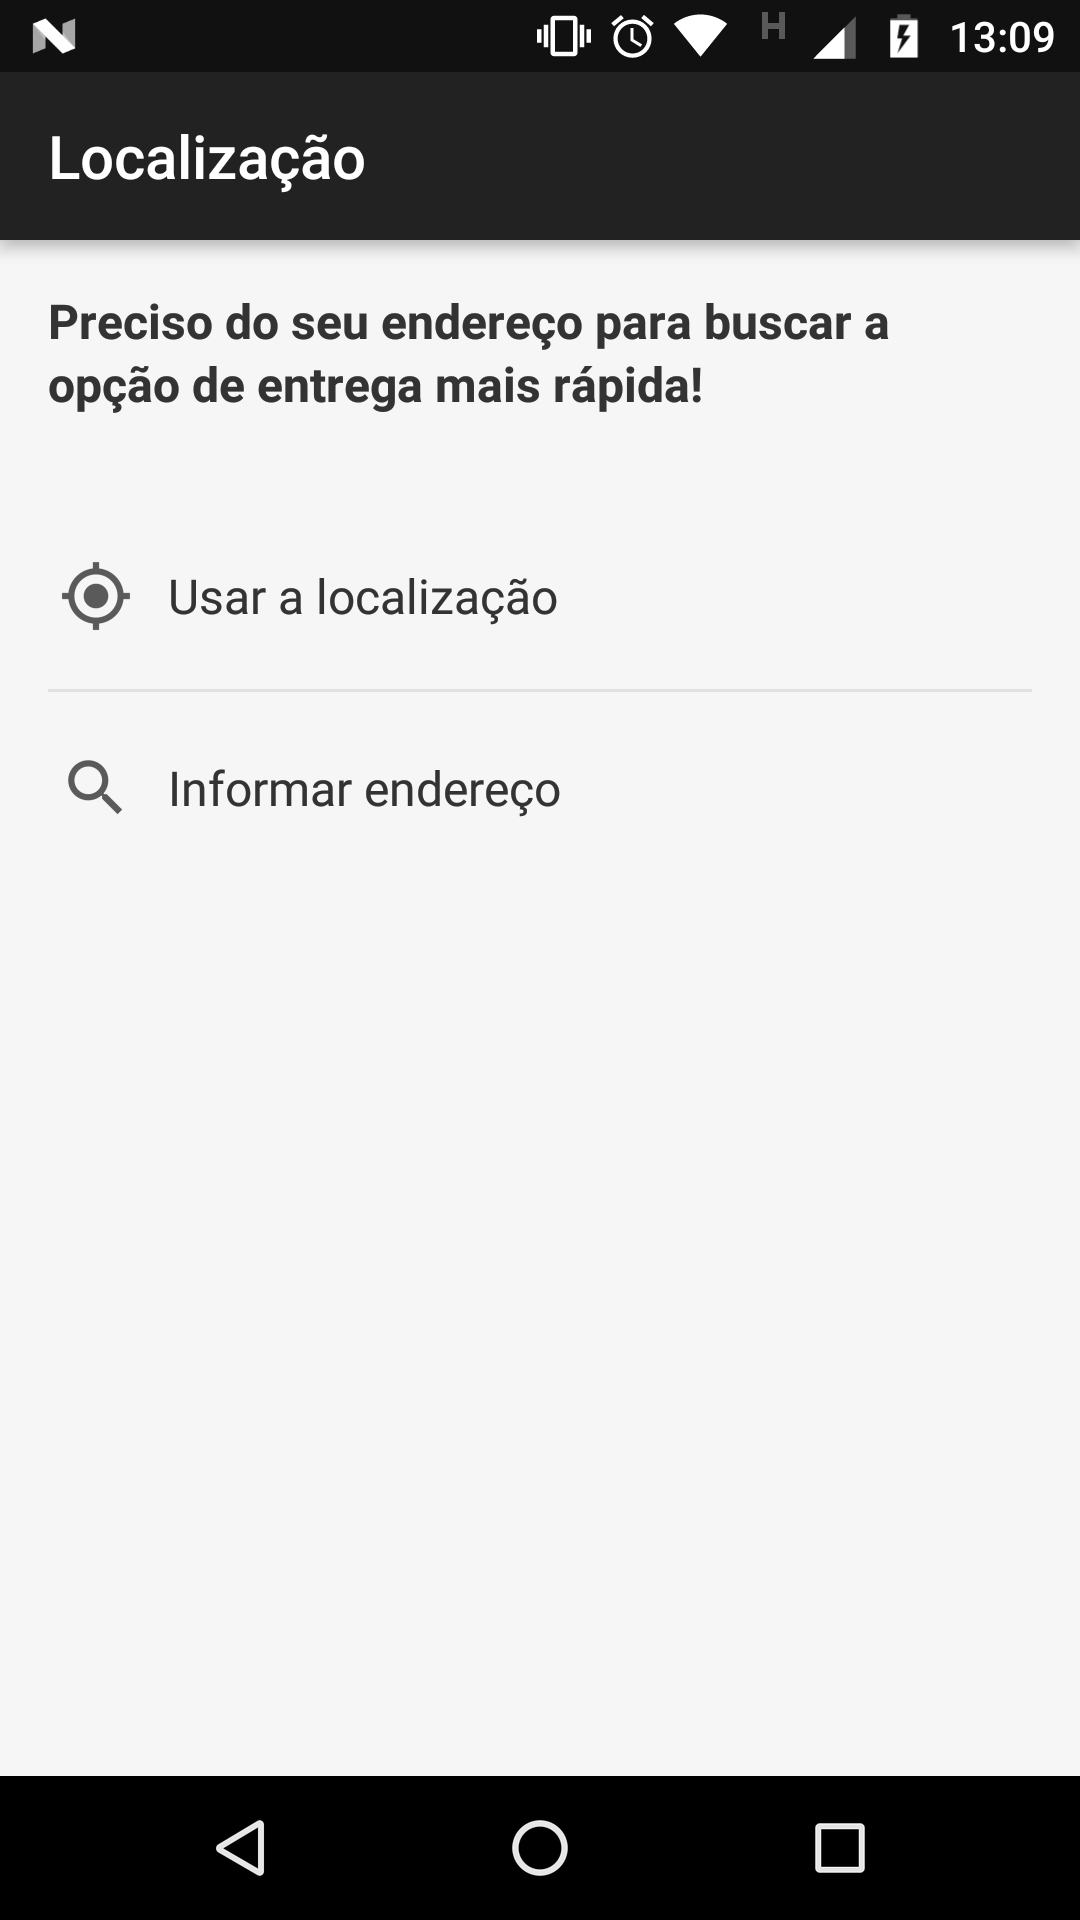 H 13:09
Localização
Preciso do seu endereço para buscar a
opção de entrega mais rápida!
Usar a localização
Informar endereço